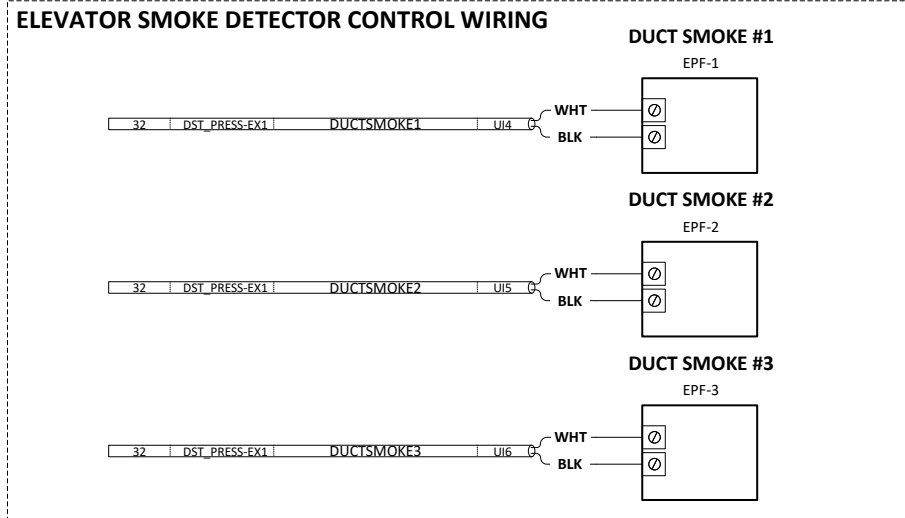 ELEVATOR SMOKE DETECTOR CONTROL WIRING
DUCT SMOKE #1
EPF-1
WHT
32 DST_PRESS-EX1 DUCTSMOKE1 UI4
BLK
DUCT SMOKE #2
EPF-2
WHT
32 DST_PRESS-EX1 DUCTSMOKE2 UI5
BLK
DUCT SMOKE #3
EPF-3
WHT
32 DST_PRESS-EX1 DUCTSMOKE3 UI6
BLK